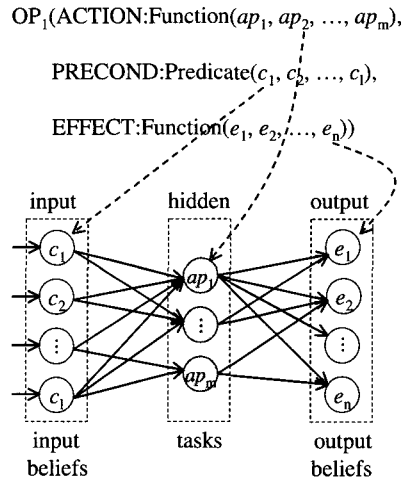 OP₁(ACTION:Function(ap₁, ap₂, …, apₘ),
PRECOND:Predicate(c₁, c₂, …, c₁),
EFFECT:Function(e₁, e₂, …, eₙ))
input hidden output
c₁ ap₁ e₁
c₂ ⋮ e₂
⋮ apₘ ⋮
c₁ eₙ
input tasks output
beliefs beliefs